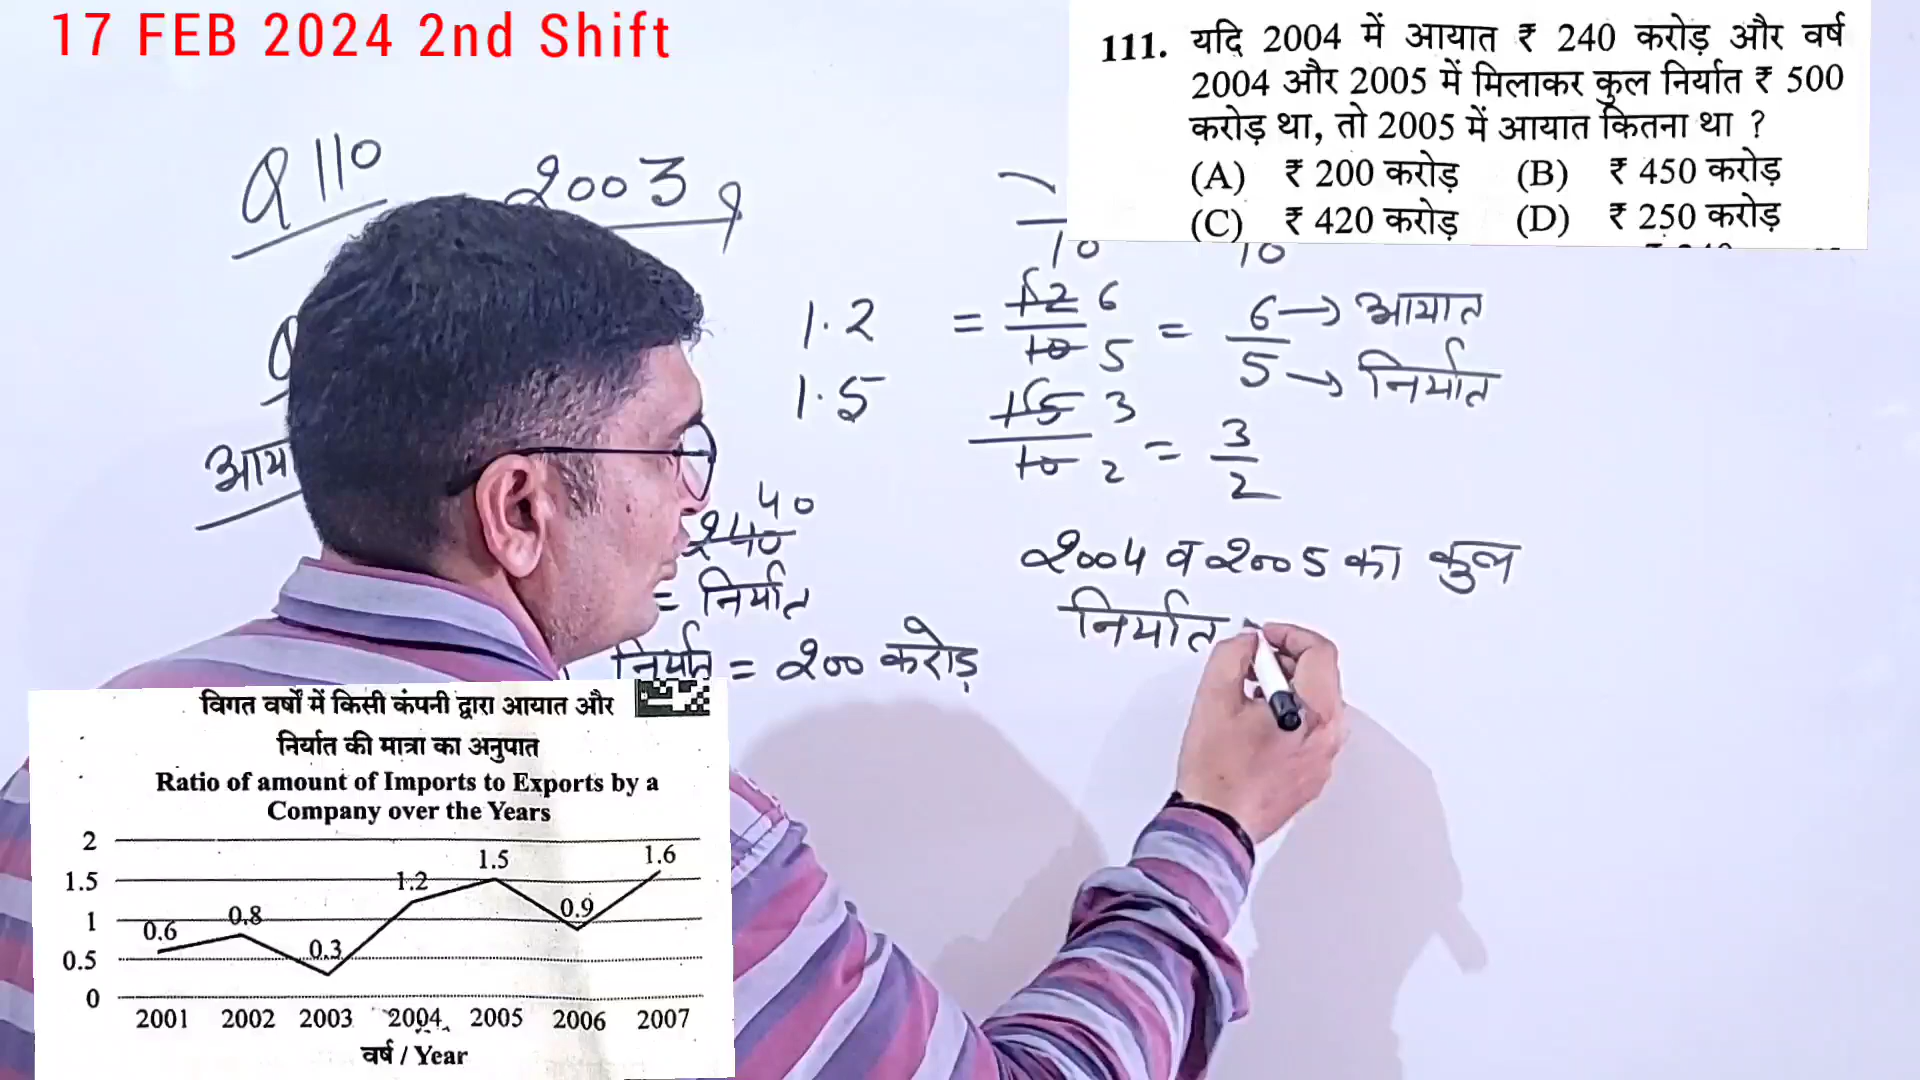 17 FEB 2024 2nd Shift
111. यदि 2004 में आयात ₹ 240 करोड़ और वर्ष
2004 और 2005 में मिलाकर कुल निर्यात ₹ 500
करोड़ था, तो 2005 में आयात कितना था ?
(A) ₹ 200 करोड़ (B) ₹ 450 करोड़
(C) ₹ 420 करोड़ (D) ₹ 250 करोड़
Q 110
2003
10 10
1.2 = 12 6 / 10 5 = 6 → आयात
5 → निर्यात
1.5 15 3 / 10 2 = 3 / 2
40
240
= निर्यात
निर्यात = 200 करोड़
2004 व 2005 का कुल
निर्यात
विगत वर्षों में किसी कंपनी द्वारा आयात और
निर्यात की मात्रा का अनुपात
Ratio of amount of Imports to Exports by a
Company over the Years
2
1.5
1
0.5
0
0.6 0.8 0.3 1.2 1.5 0.9 1.6
2001 2002 2003 2004 2005 2006 2007
वर्ष / Year